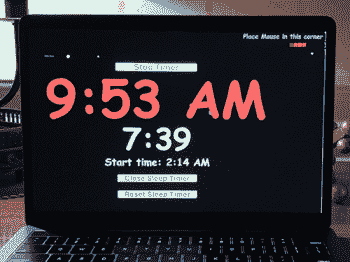 Place Mouse in this corner
Stop Timer
9:53 AM
7:39
Start time: 2:14 AM
Close Sleep Timer
Reset Sleep Timer